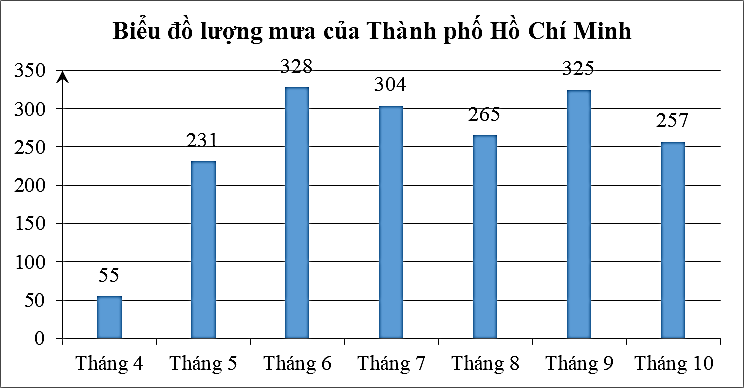 Biểu đồ lượng mưa của Thành phố Hồ Chí Minh
350
300
250
200
150
100
50
0
55
231
328
304
265
325
257
Tháng 4
Tháng 5
Tháng 6
Tháng 7
Tháng 8
Tháng 9
Tháng 10